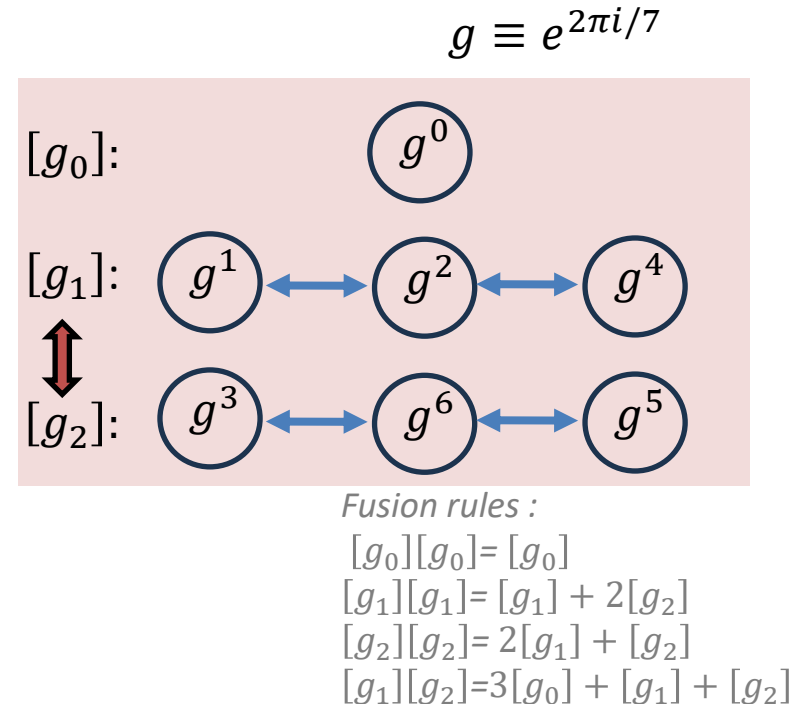 g ≡ e^{2πi/7}
[g_0]: g^0
[g_1]: g^1 g^2 g^4
[g_2]: g^3 g^6 g^5
Fusion rules :
[g_0][g_0]= [g_0]
[g_1][g_1]= [g_1] + 2[g_2]
[g_2][g_2]= 2[g_1] + [g_2]
[g_1][g_2]=3[g_0] + [g_1] + [g_2]